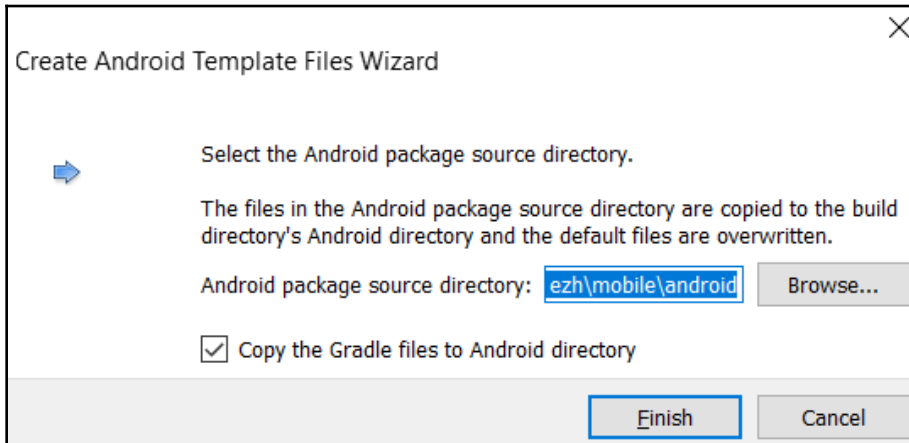 Create Android Template Files Wizard
Select the Android package source directory.
The files in the Android package source directory are copied to the build
directory's Android directory and the default files are overwritten.
Android package source directory: ezh\mobile\android Browse...
Copy the Gradle files to Android directory
Finish Cancel